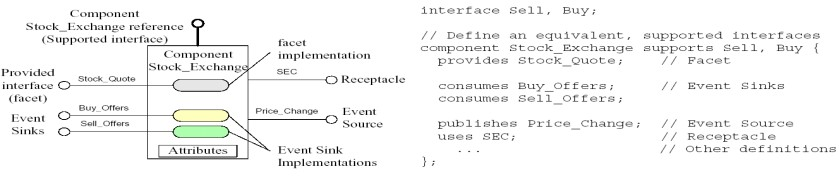 Component
Stock_Exchange reference
(Supported interface)
Component
Stock_Exchange
facet
implementation
Provided
interface
(facet)
Stock_Quote
SEC
Receptacle
Event
Sinks
Buy_Offers
Sell_Offers
Price_Change
Event
Source
Attributes
Event Sink
Implementations
interface Sell, Buy;
// Define an equivalent, supported interfaces
component Stock_Exchange supports Sell, Buy {
provides Stock_Quote; // Facet
consumes Buy_Offers; // Event Sinks
consumes Sell_Offers;
publishes Price_Change; // Event Source
uses SEC; // Receptacle
... // Other definitions
};